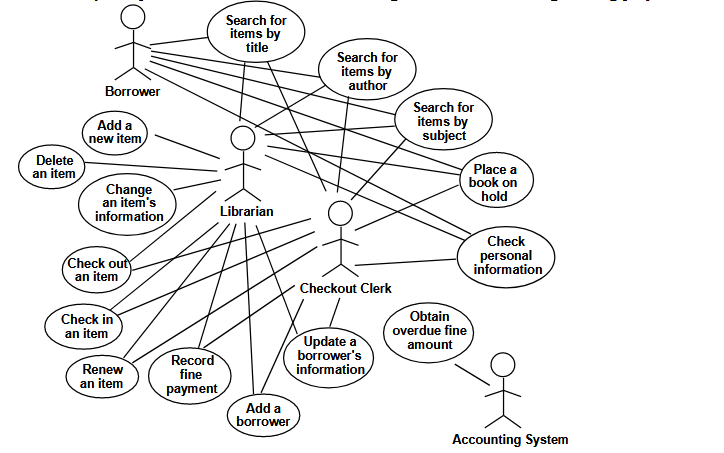 Search for
items by
title
Search for
items by
author
Borrower
Search for
items by
subject
Add a
new item
Delete
an item
Place a
book on
hold
Change
an item's
information
Librarian
Check
personal
information
Check out
an item
Checkout Clerk
Check in
an item
Obtain
overdue fine
amount
Update a
borrower's
information
Renew
an item
Record
fine
payment
Add a
borrower
Accounting System